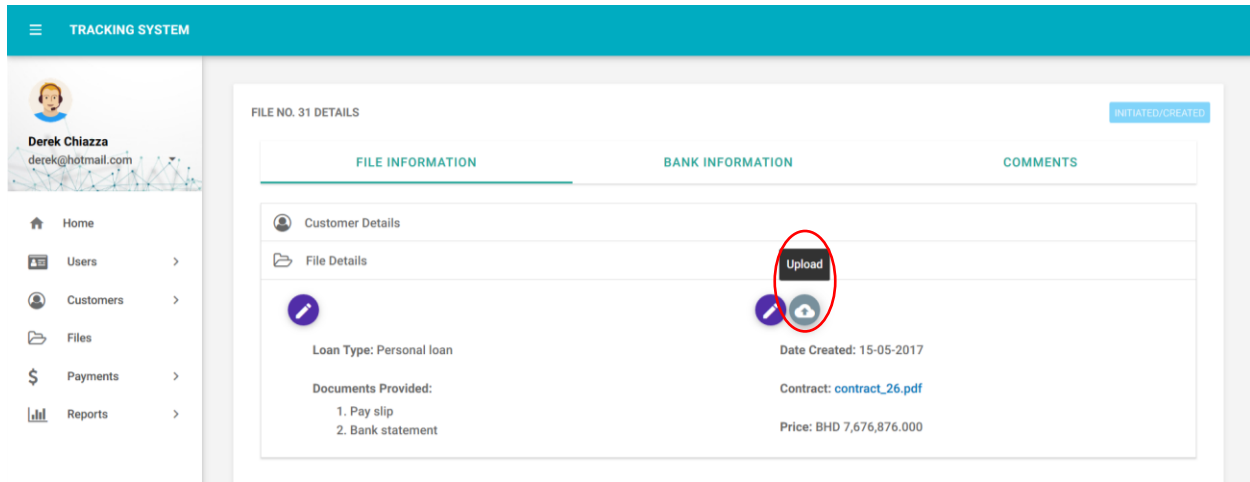 TRACKING SYSTEM
Derek Chiazza
derek@hotmail.com
Home
Users
Customers
Files
Payments
Reports
FILE NO. 31 DETAILS
INITIATED/CREATED
FILE INFORMATION
BANK INFORMATION
COMMENTS
Customer Details
File Details
Upload
Loan Type: Personal loan
Documents Provided:
1. Pay slip
2. Bank statement
Date Created: 15-05-2017
Contract: contract_26.pdf
Price: BHD 7,676,876.000